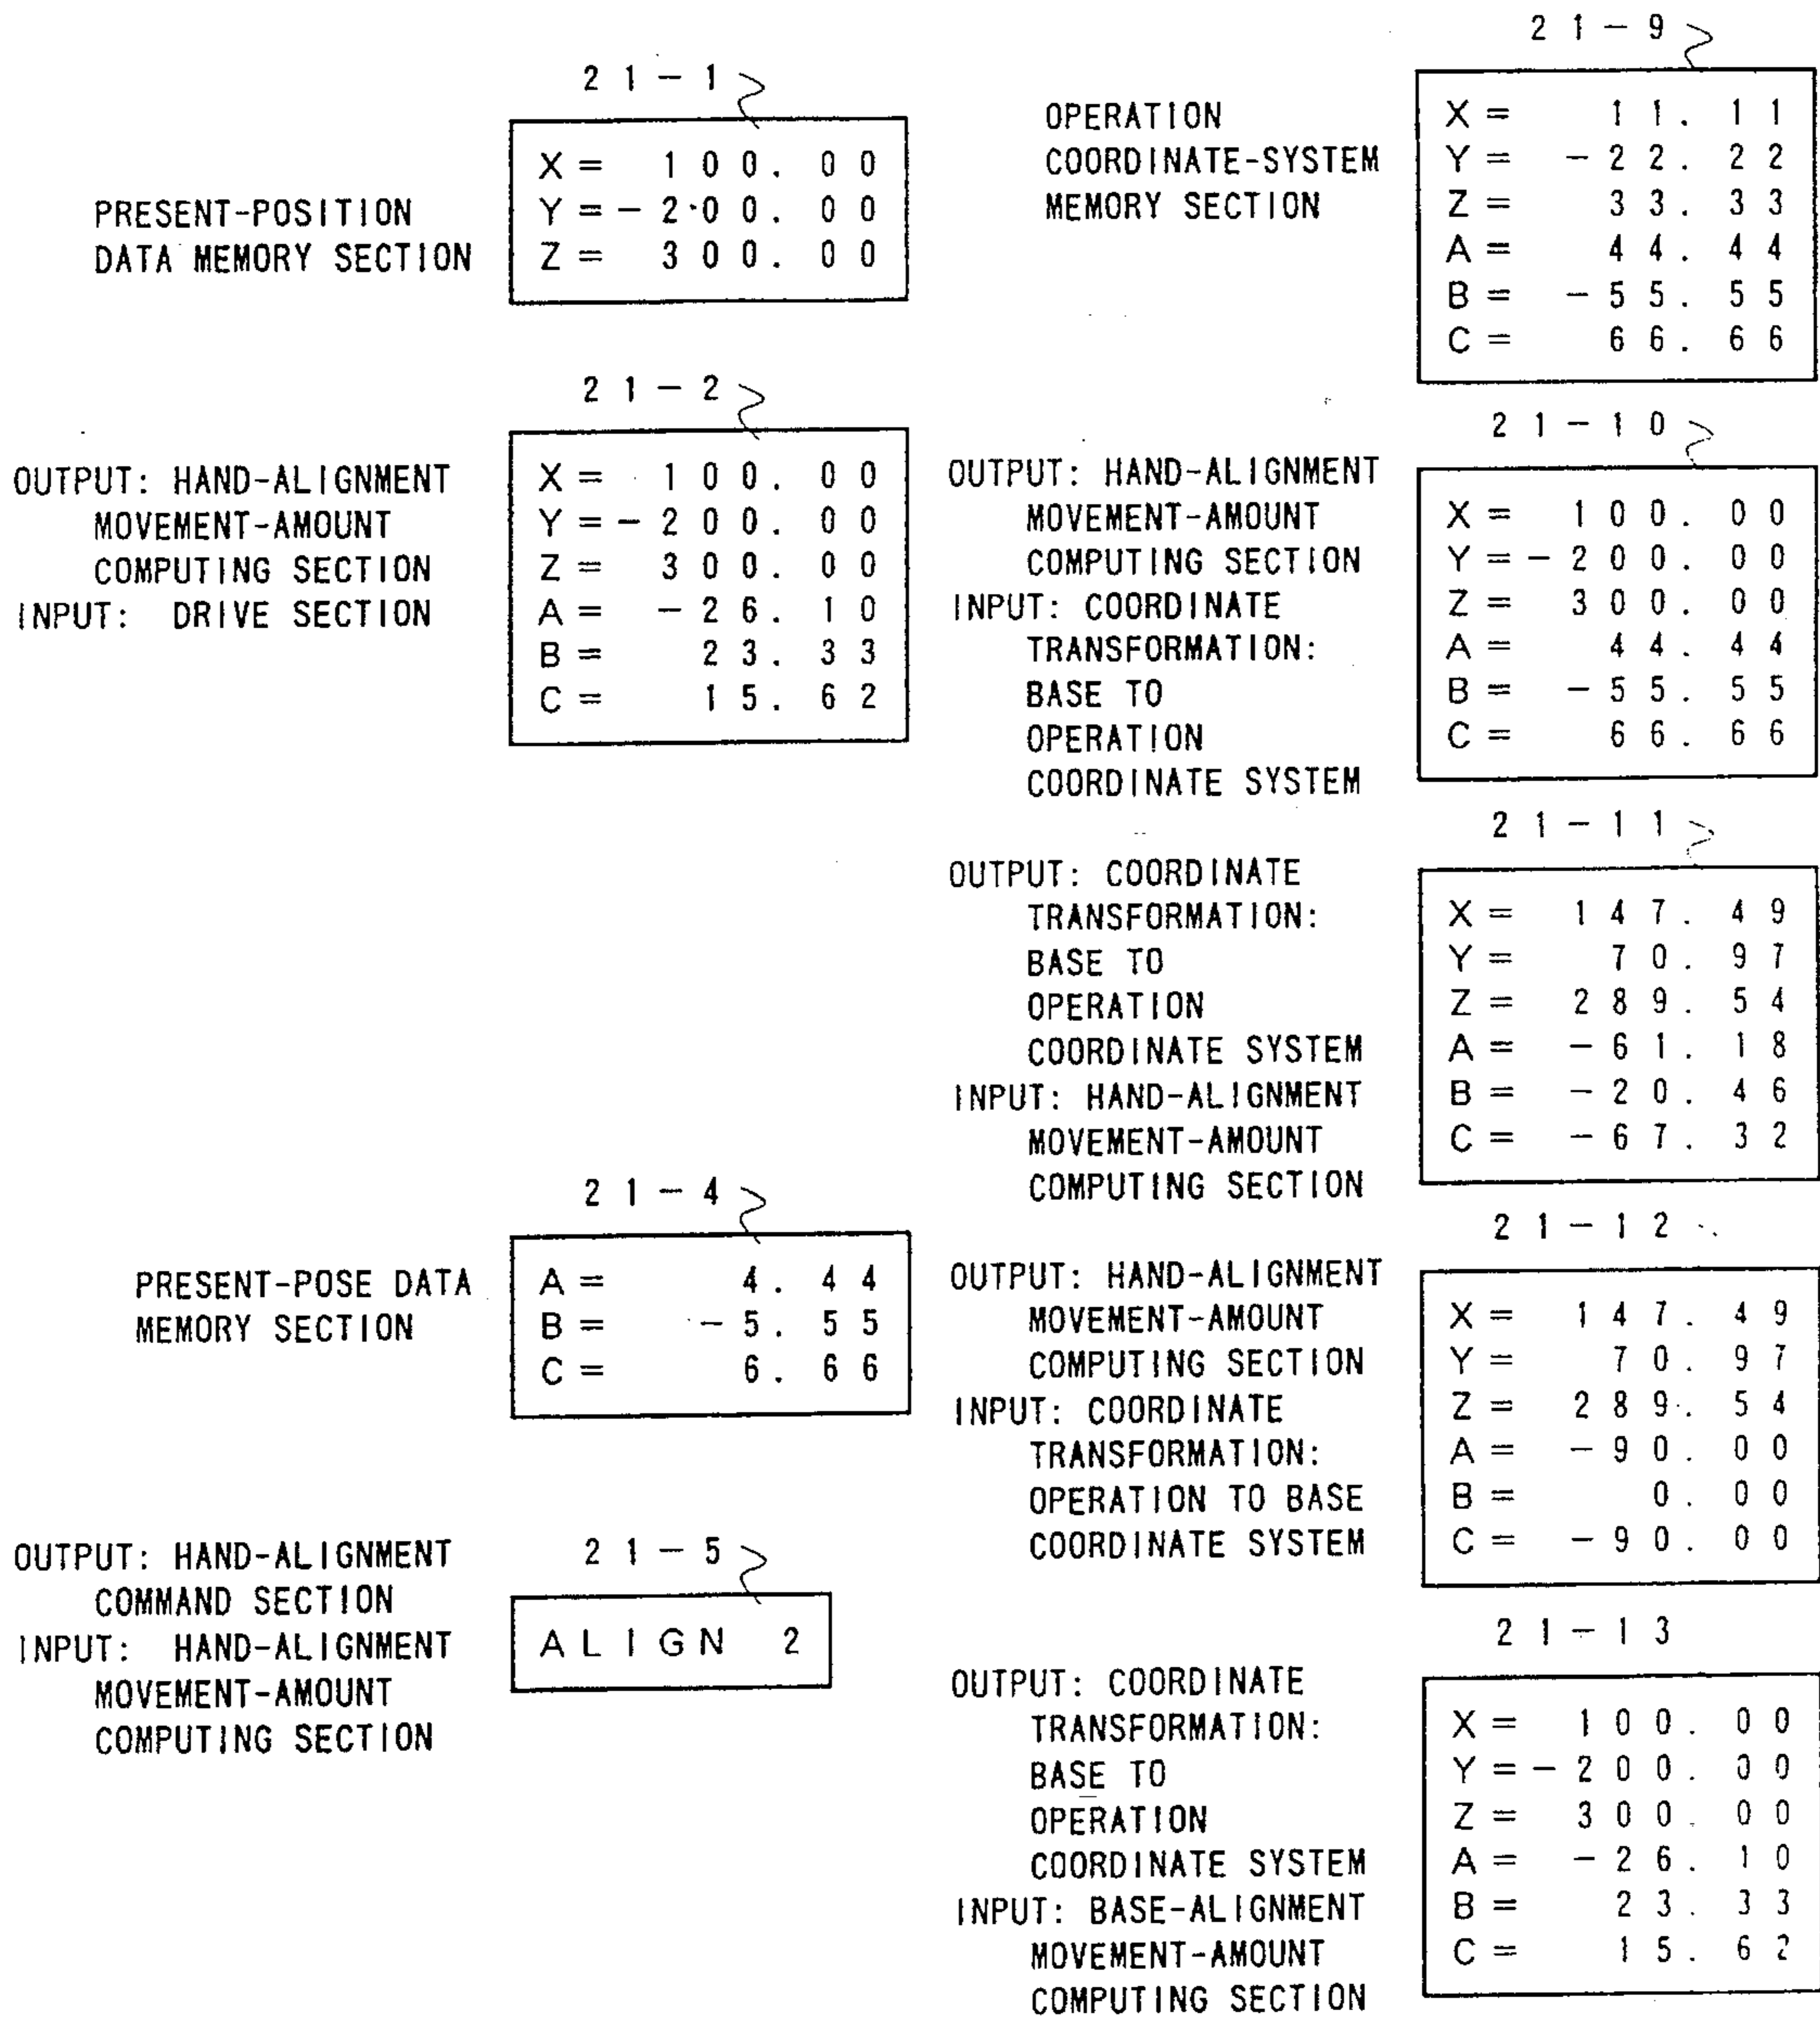 21-1
PRESENT-POSITION
DATA MEMORY SECTION
X= 100.00
Y=-200.00
Z= 300.00
21-2
OUTPUT: HAND-ALIGNMENT
MOVEMENT-AMOUNT
COMPUTING SECTION
INPUT: DRIVE SECTION
X= 100.00
Y=-200.00
Z= 300.00
A= -26.10
B= 23.33
C= 15.62
21-4
PRESENT-POSE DATA
MEMORY SECTION
A= 4.44
B= -5.55
C= 6.66
21-5
OUTPUT: HAND-ALIGNMENT
COMMAND SECTION
INPUT: HAND-ALIGNMENT
MOVEMENT-AMOUNT
COMPUTING SECTION
ALIGN 2
21-9
OPERATION
COORDINATE-SYSTEM
MEMORY SECTION
X= 11.11
Y= -22.22
Z= 33.33
A= 44.44
B= -55.55
C= 66.66
21-10
OUTPUT: HAND-ALIGNMENT
MOVEMENT-AMOUNT
COMPUTING SECTION
INPUT: COORDINATE
TRANSFORMATION:
BASE TO
OPERATION
COORDINATE SYSTEM
X= 100.00
Y=-200.00
Z= 300.00
A= 44.44
B= -55.55
C= 66.66
21-11
OUTPUT: COORDINATE
TRANSFORMATION:
BASE TO
OPERATION
COORDINATE SYSTEM
INPUT: HAND-ALIGNMENT
MOVEMENT-AMOUNT
COMPUTING SECTION
X= 147.49
Y= 70.97
Z= 289.54
A= -61.18
B= -20.46
C= -67.32
21-12
OUTPUT: HAND-ALIGNMENT
MOVEMENT-AMOUNT
COMPUTING SECTION
INPUT: COORDINATE
TRANSFORMATION:
OPERATION TO BASE
COORDINATE SYSTEM
X= 147.49
Y= 70.97
Z= 289.54
A= -90.00
B= 0.00
C= -90.00
21-13
OUTPUT: COORDINATE
TRANSFORMATION:
BASE TO
OPERATION
COORDINATE SYSTEM
INPUT: BASE-ALIGNMENT
MOVEMENT-AMOUNT
COMPUTING SECTION
X= 100.00
Y=-200.00
Z= 300.00
A= -26.10
B= 23.33
C= 15.62